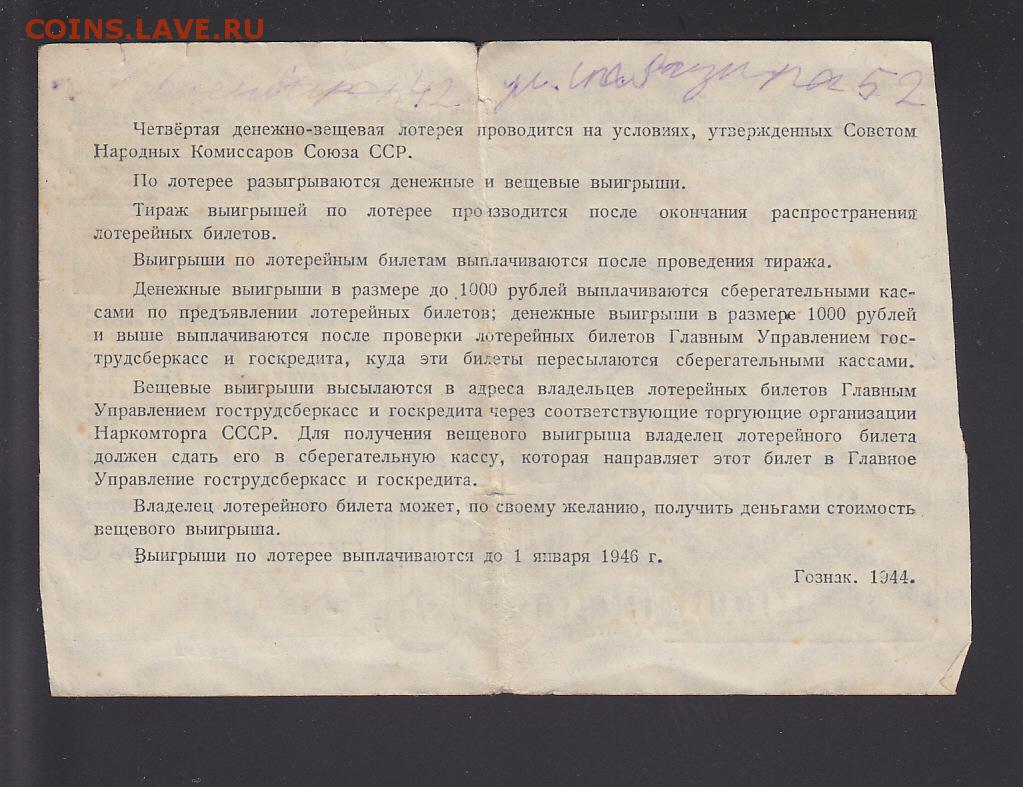 COINS.LAVE.RU
42 ул. 52
Четвёртая денежно-вещевая лотерея проводится на условиях, утвержденных Советом
Народных Комиссаров Союза ССР.
По лотерее разыгрываются денежные и вещевые выигрыши.
Тираж выигрышей по лотерее производится после окончания распространения
лотерейных билетов.
Выигрыши по лотерейным билетам выплачиваются после проведения тиража.
Денежные выигрыши в размере до 1000 рублей выплачиваются сберегательными кас-
сами по предъявлении лотерейных билетов; денежные выигрыши в размере 1000 рублей
и выше выплачиваются после проверки лотерейных билетов Главным Управлением гос-
трудсберкасс и госкредита, куда эти билеты пересылаются сберегательными кассами.
Вещевые выигрыши высылаются в адреса владельцев лотерейных билетов Главным
Управлением гострудсберкасс и госкредита через соответствующие торгующие организации
Наркомторга СССР. Для получения вещевого выигрыша владелец лотерейного билета
должен сдать его в сберегательную кассу, которая направляет этот билет в Главное
Управление гострудсберкасс и госкредита.
Владелец лотерейного билета может, по своему желанию, получить деньгами стоимость
вещевого выигрыша.
Выигрыши по лотерее выплачиваются до 1 января 1946 г.
Гознак. 1944.